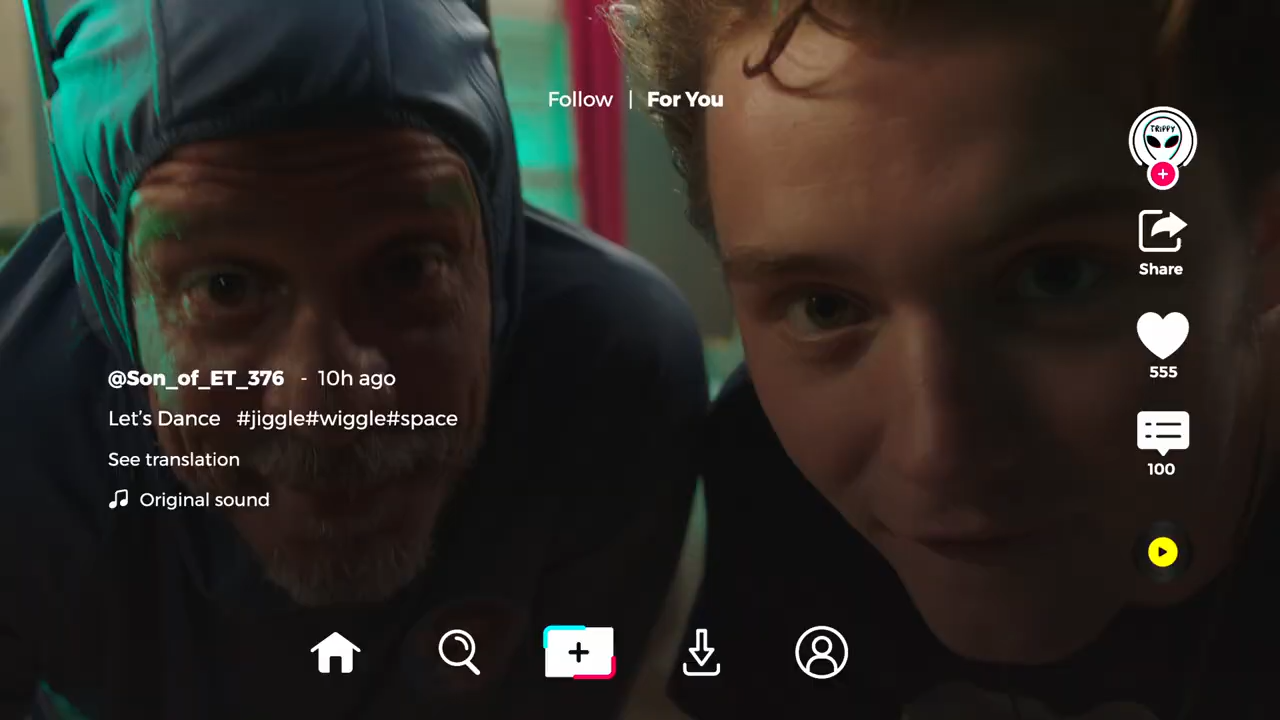 Follow | For You
TRIPPY
Share
555
@Son_of_ET_376 - 10h ago
Let's Dance #jiggle#wiggle#space
100
See translation
Original sound